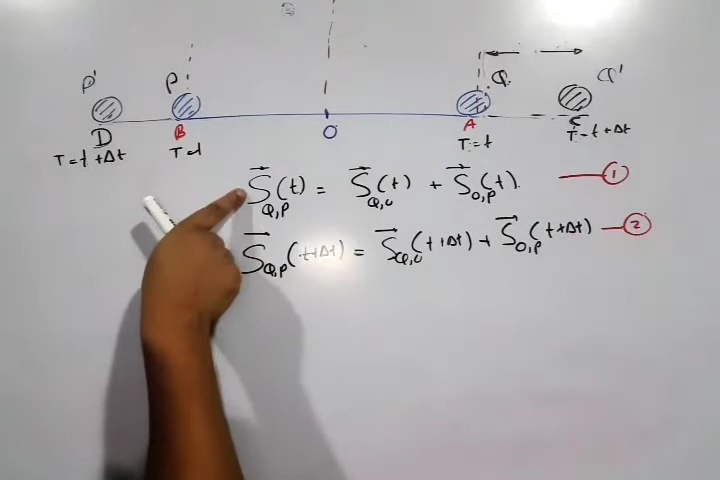 P' P Q Q'
D B O A C
T = t + Δt T = t T = t T = t + Δt
S⃗Q,P(t) = S⃗Q,O(t) + S⃗O,P(t). — ①
S⃗Q,P(t+Δt) = S⃗Q,O(t+Δt) + S⃗O,P(t+Δt) — ②